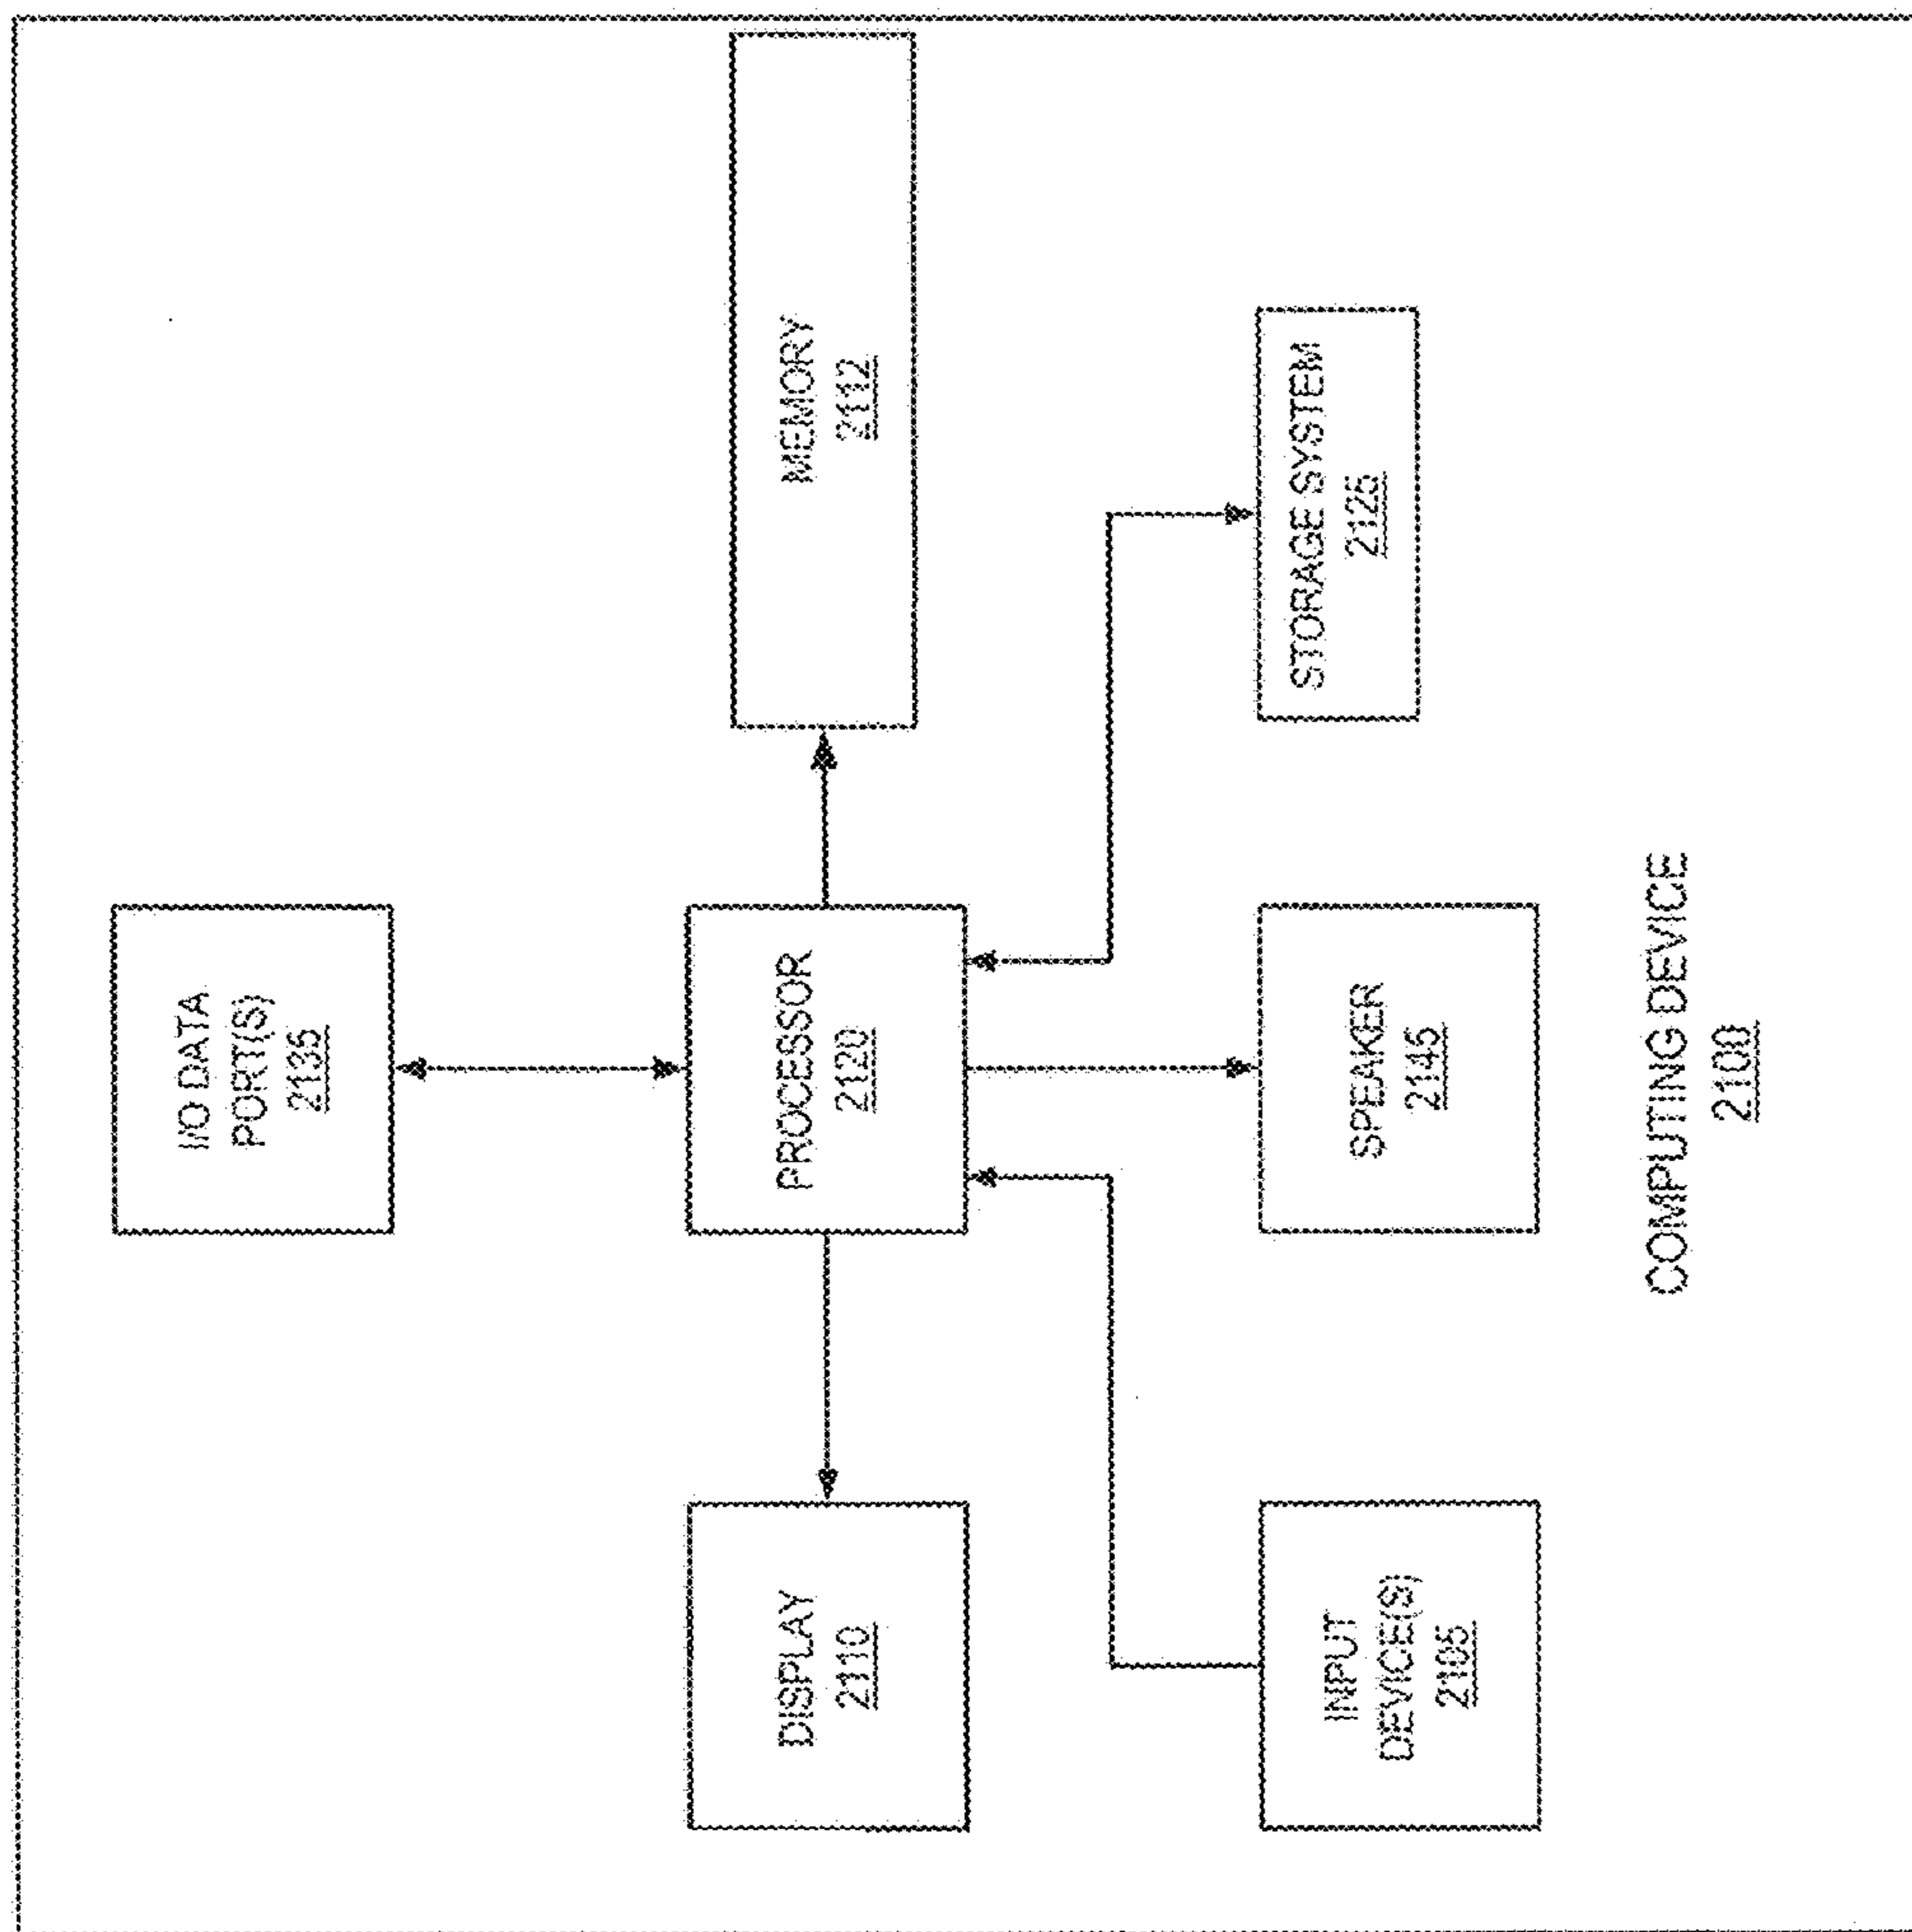 I/O DATA
PORT(S)
2135
DISPLAY
2110
PROCESSOR
2120
MEMORY
2112
INPUT
DEVICE(S)
2105
SPEAKER
2145
STORAGE SYSTEM
2125
COMPUTING DEVICE
2100